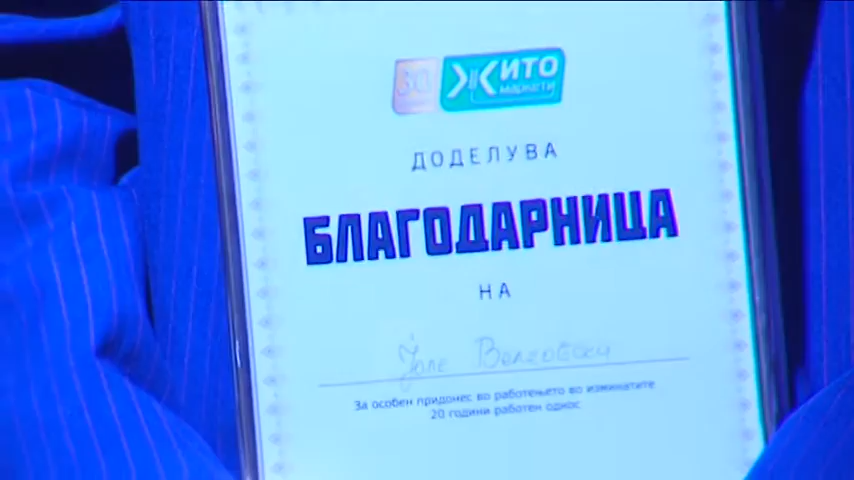 30 ЖИТО
маркети
ДОДЕЛУВА
БЛАГОДАРНИЦА
НА
За особен придонес во работењето во изминатите
20 години работен однос